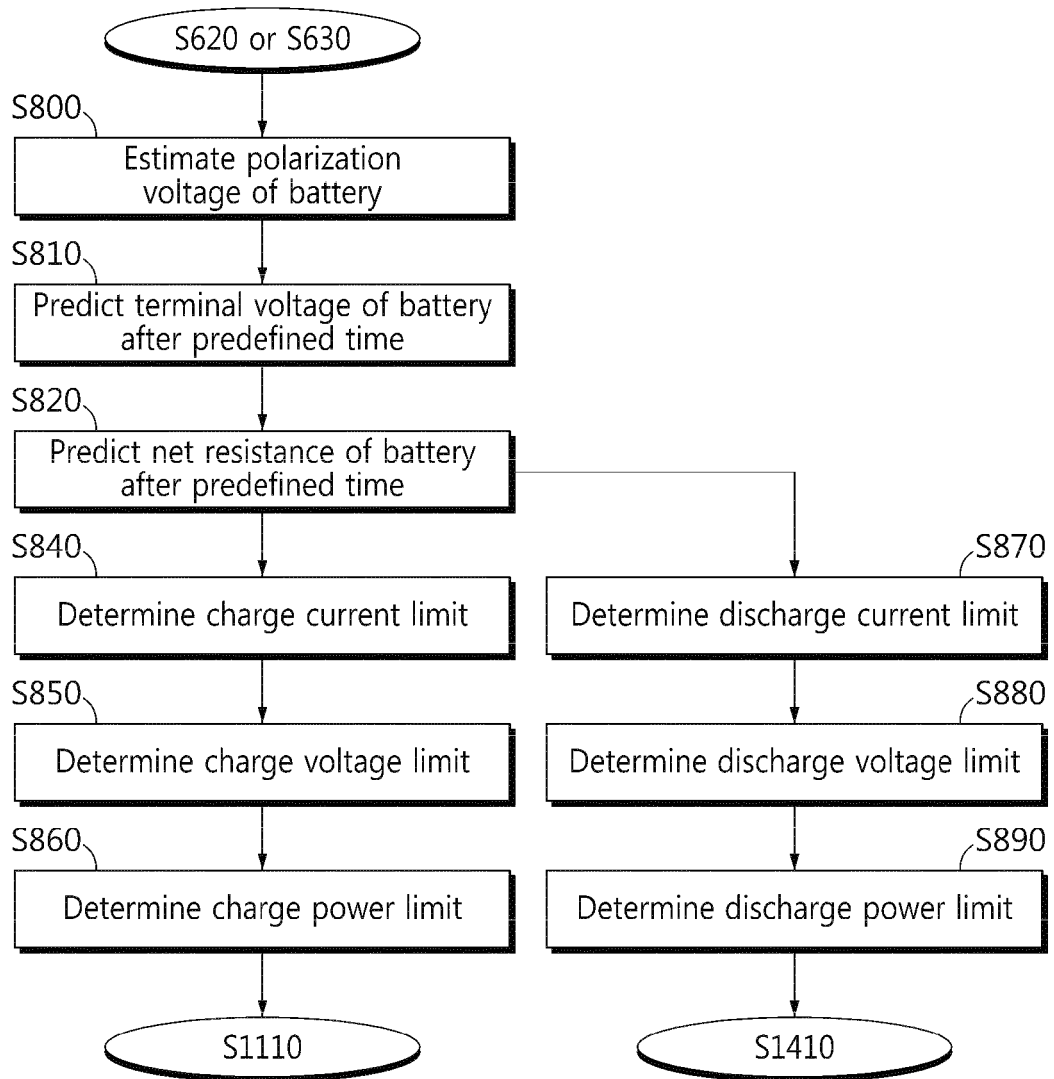 S620 or S630
S800
Estimate polarization
voltage of battery
S810
Predict terminal voltage of battery
after predefined time
S820
Predict net resistance of battery
after predefined time
S840
Determine charge current limit
S850
Determine charge voltage limit
S860
Determine charge power limit
S1110
S870
Determine discharge current limit
S880
Determine discharge voltage limit
S890
Determine discharge power limit
S1410